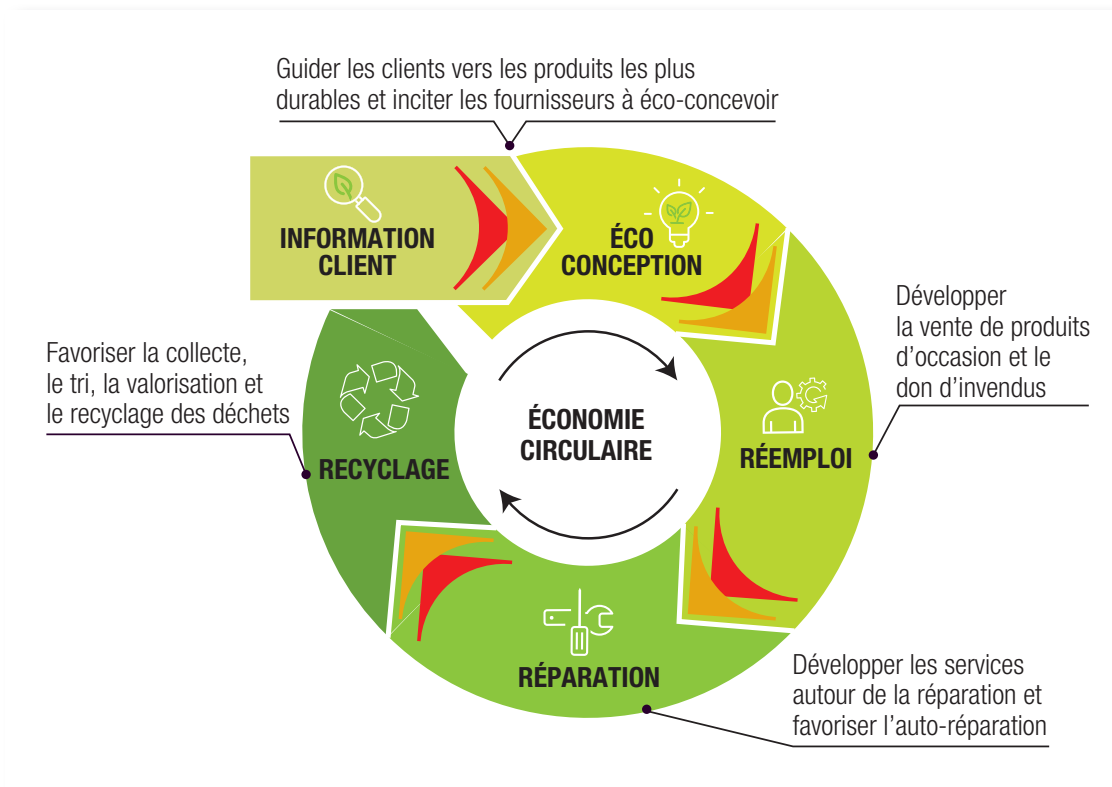 Guider les clients vers les produits les plus
durables et inciter les fournisseurs à éco-concevoir
INFORMATION
CLIENT
ÉCO
CONCEPTION
Développer
la vente de produits
d’occasion et le
don d’invendus
Favoriser la collecte,
le tri, la valorisation et
le recyclage des déchets
ÉCONOMIE
CIRCULAIRE
RÉEMPLOI
RECYCLAGE
RÉPARATION
Développer les services
autour de la réparation et
favoriser l’auto-réparation